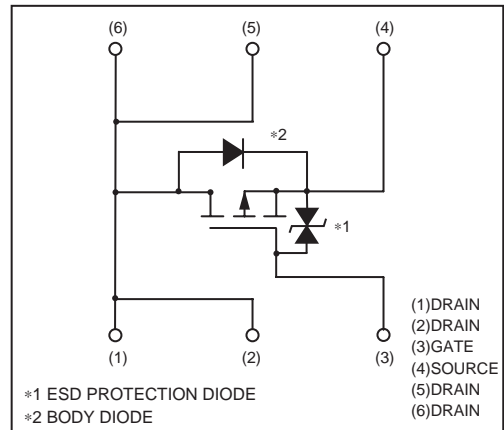 (6) (5) (4)
∗2
∗1
(1) (2) (3)
(1)DRAIN
(2)DRAIN
(3)GATE
(4)SOURCE
(5)DRAIN
(6)DRAIN
∗1 ESD PROTECTION DIODE
∗2 BODY DIODE